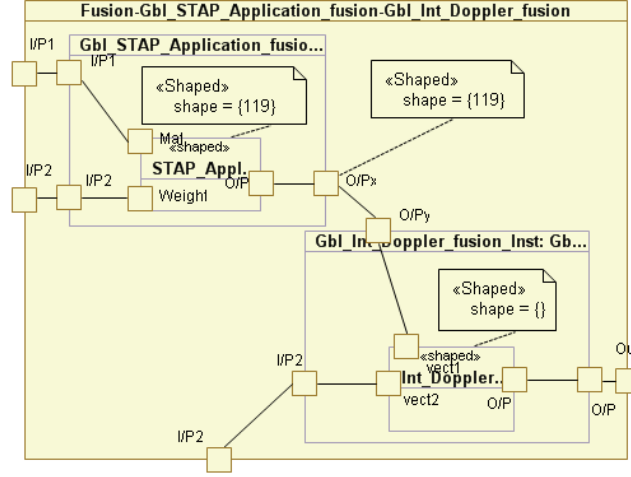 Fusion-Gbl_STAP_Application_fusion-Gbl_Int_Doppler_fusion
I/P1
Gbl_STAP_Application_fusio...
I/P1
«Shaped»
shape = {119}
«Shaped»
shape = {119}
Mat
«shaped»
I/P2
I/P2
STAP_Appl...
O/P
O/Px
Weight
O/Py
Gbl_Int_Doppler_fusion_Inst: Gb...
«Shaped»
shape = {}
I/P2
«shaped»
vect1
Int_Doppler...
vect2
O/P
O/P
I/P2